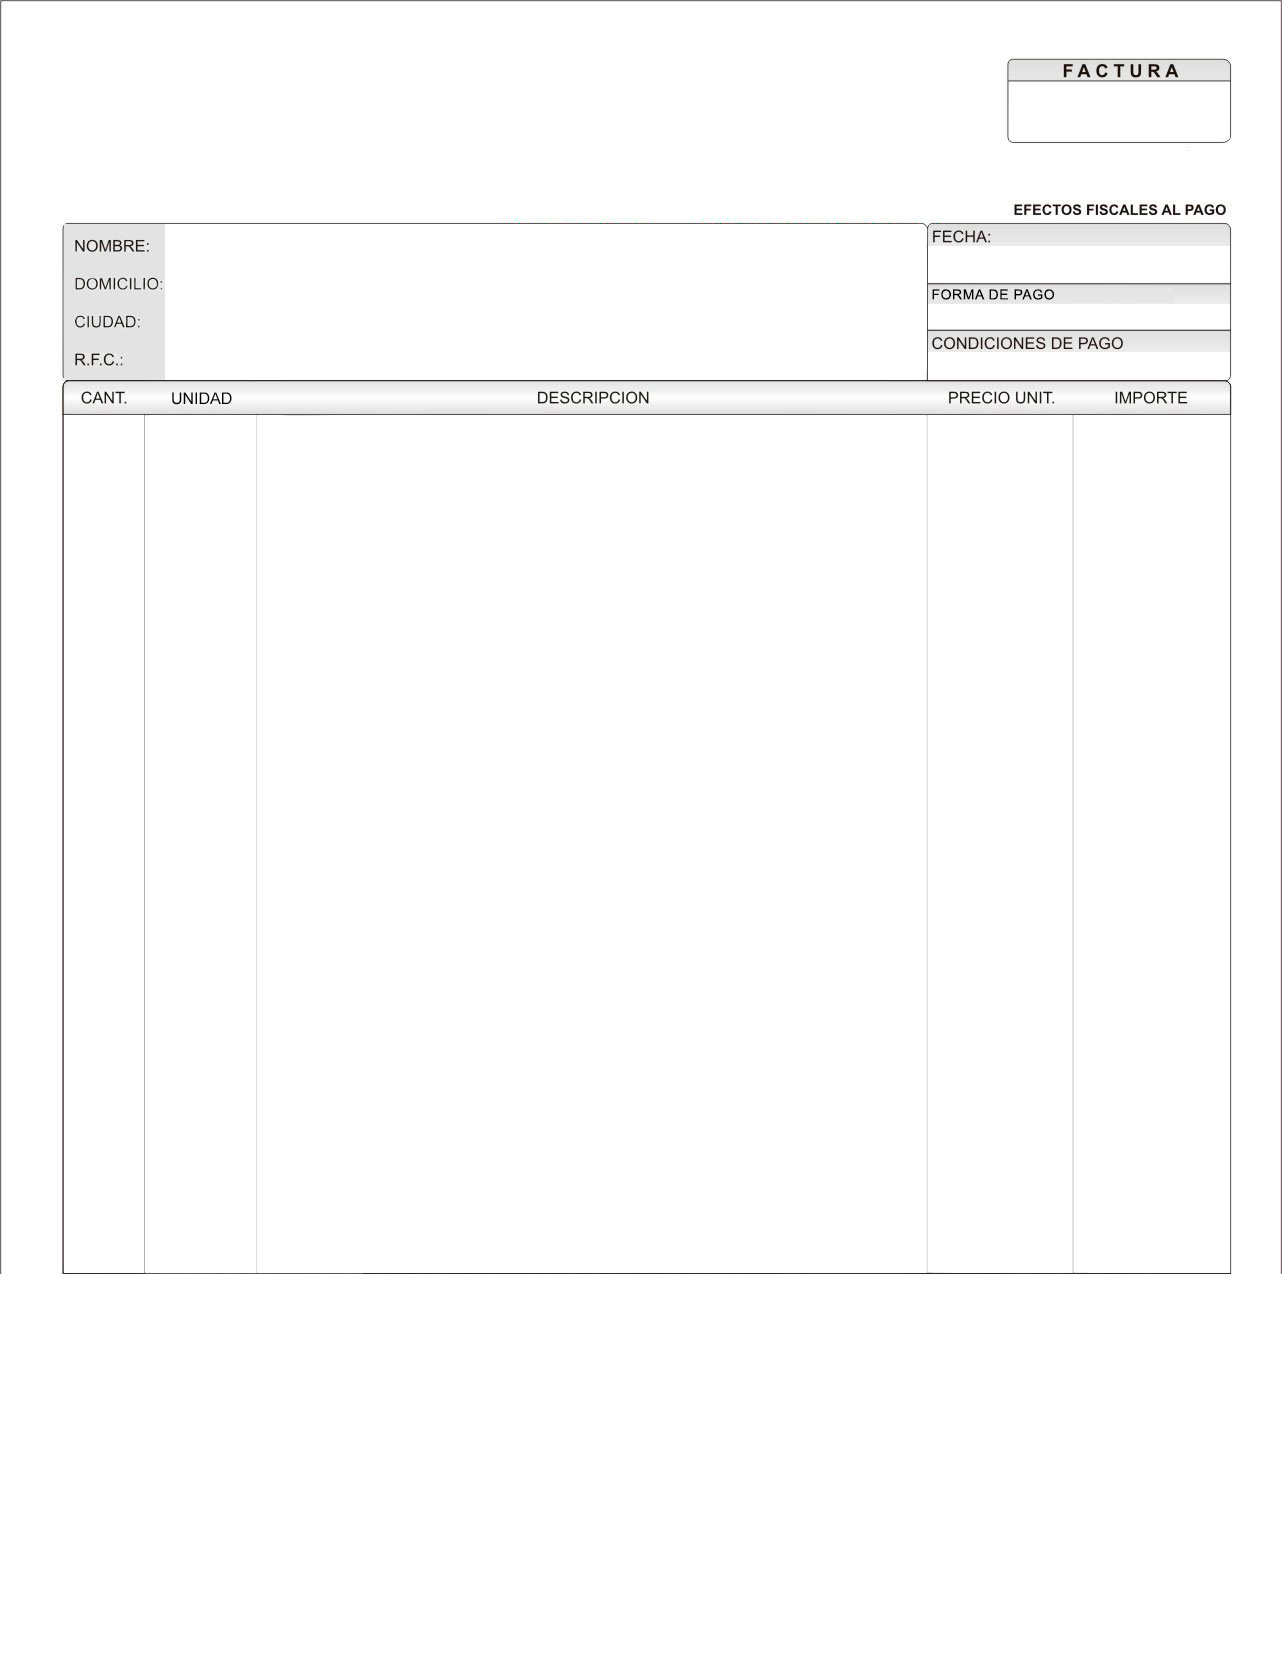 FACTURA
EFECTOS FISCALES AL PAGO
NOMBRE:
DOMICILIO:
CIUDAD:
R.F.C.:
FECHA:
FORMA DE PAGO
CONDICIONES DE PAGO
CANT. UNIDAD DESCRIPCION PRECIO UNIT. IMPORTE